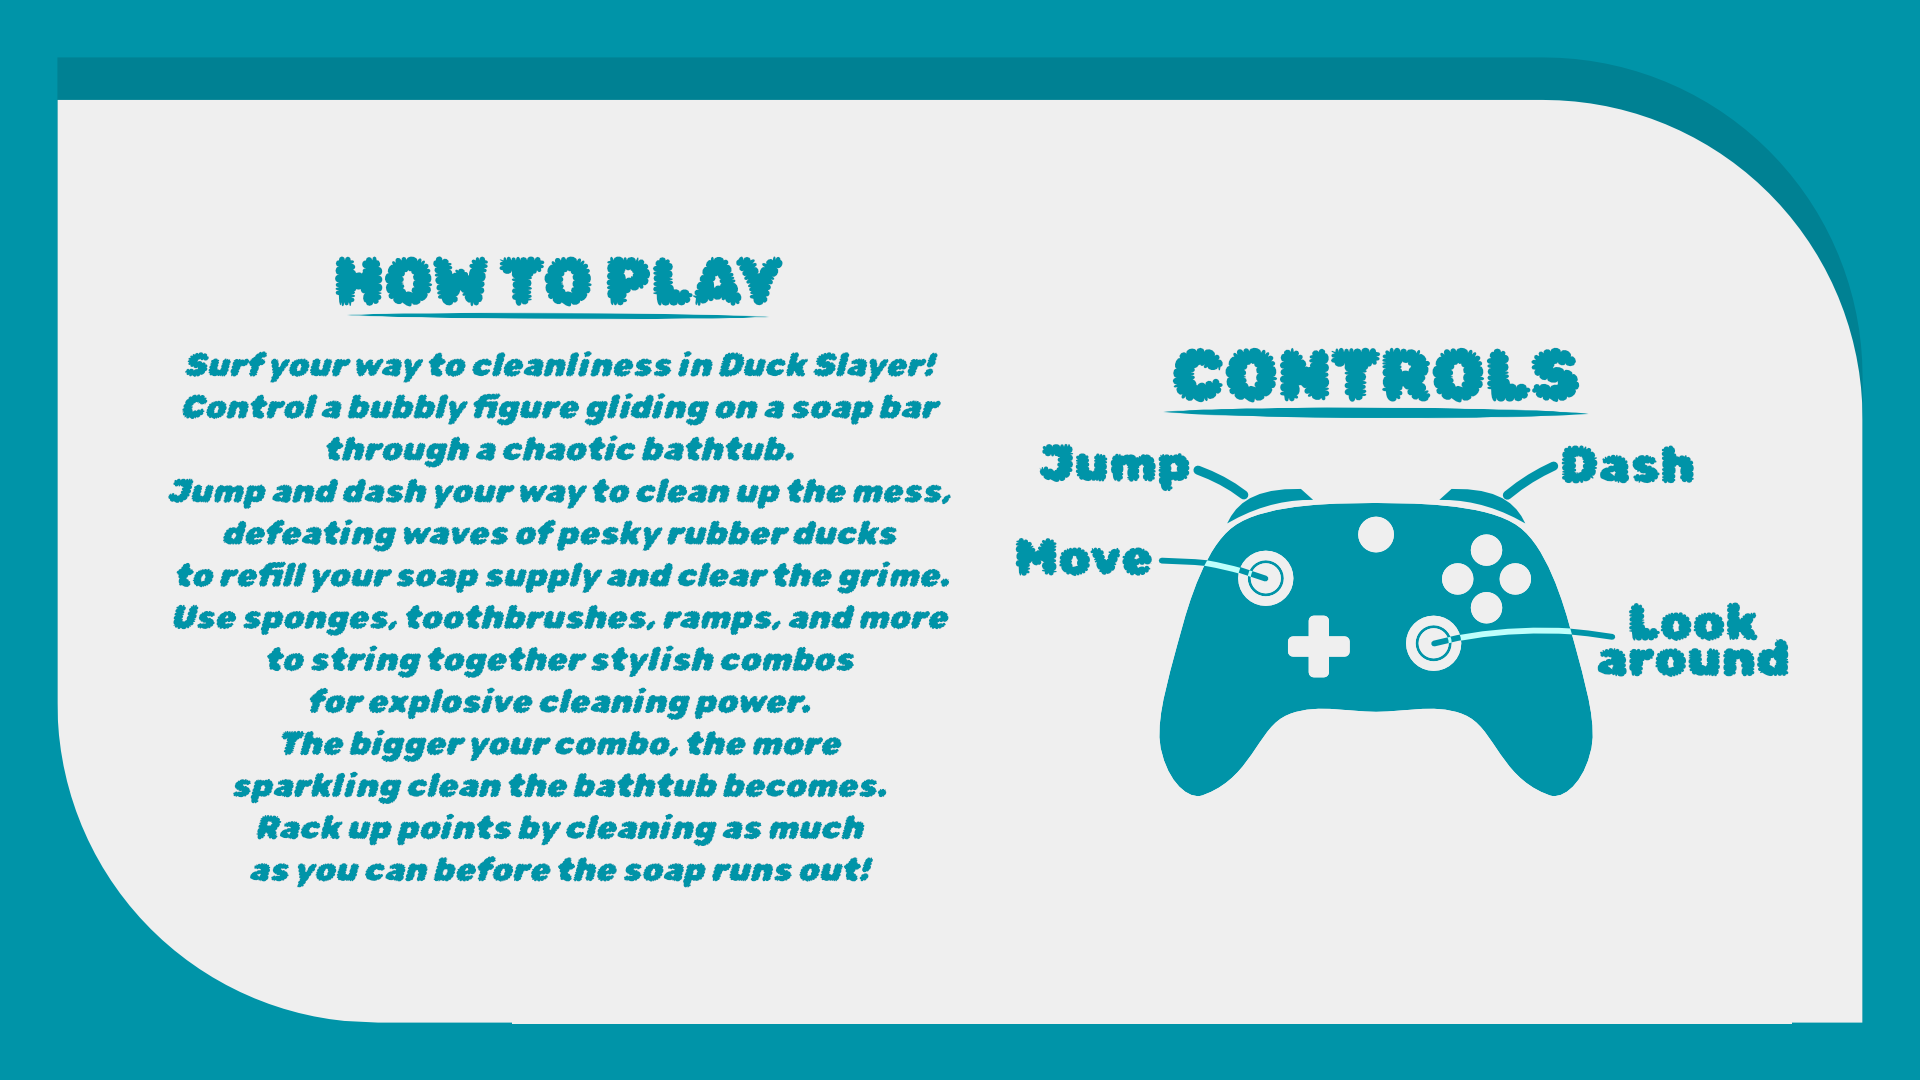 HOW TO PLAY
Surf your way to cleanliness in Duck Slayer!
Control a bubbly figure gliding on a soap bar
through a chaotic bathtub.
Jump and dash your way to clean up the mess,
defeating waves of pesky rubber ducks
to refill your soap supply and clear the grime.
Use sponges, toothbrushes, ramps, and more
to string together stylish combos
for explosive cleaning power.
The bigger your combo, the more
sparkling clean the bathtub becomes.
Rack up points by cleaning as much
as you can before the soap runs out!
CONTROLS
Jump
Dash
Move
Look
around